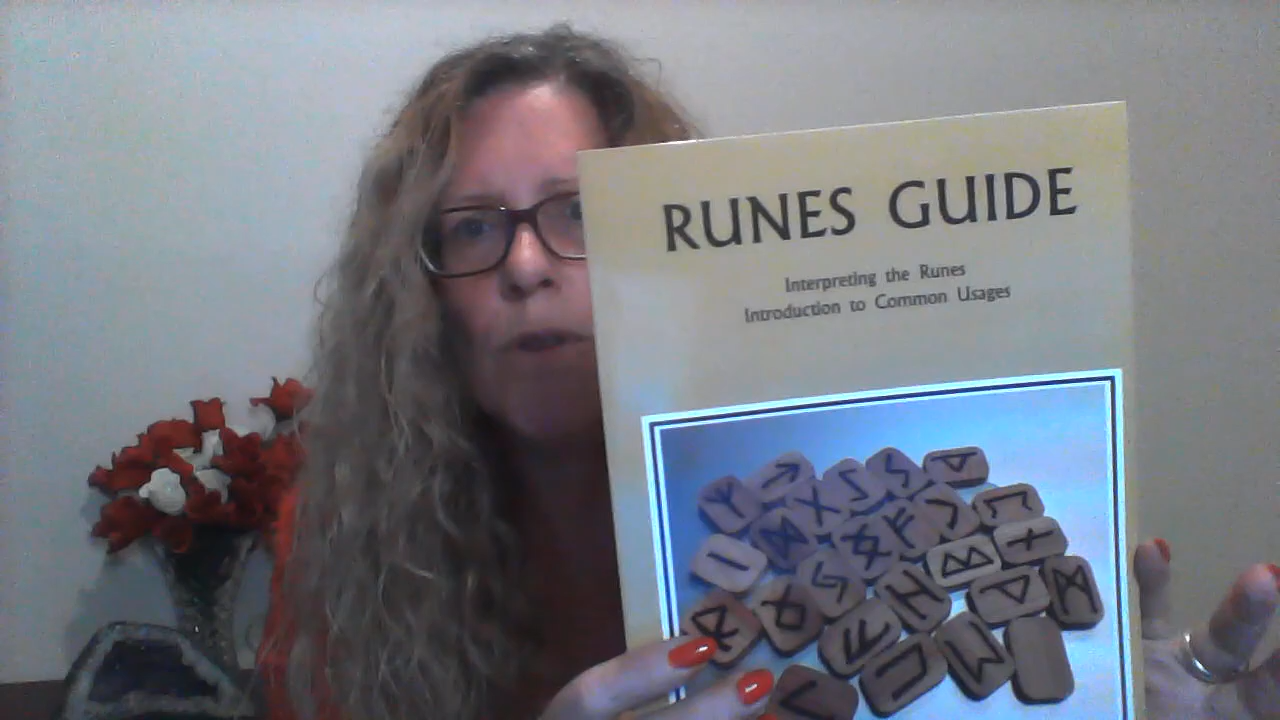 RUNES GUIDE
Interpreting the Runes
Introduction to Common Usages